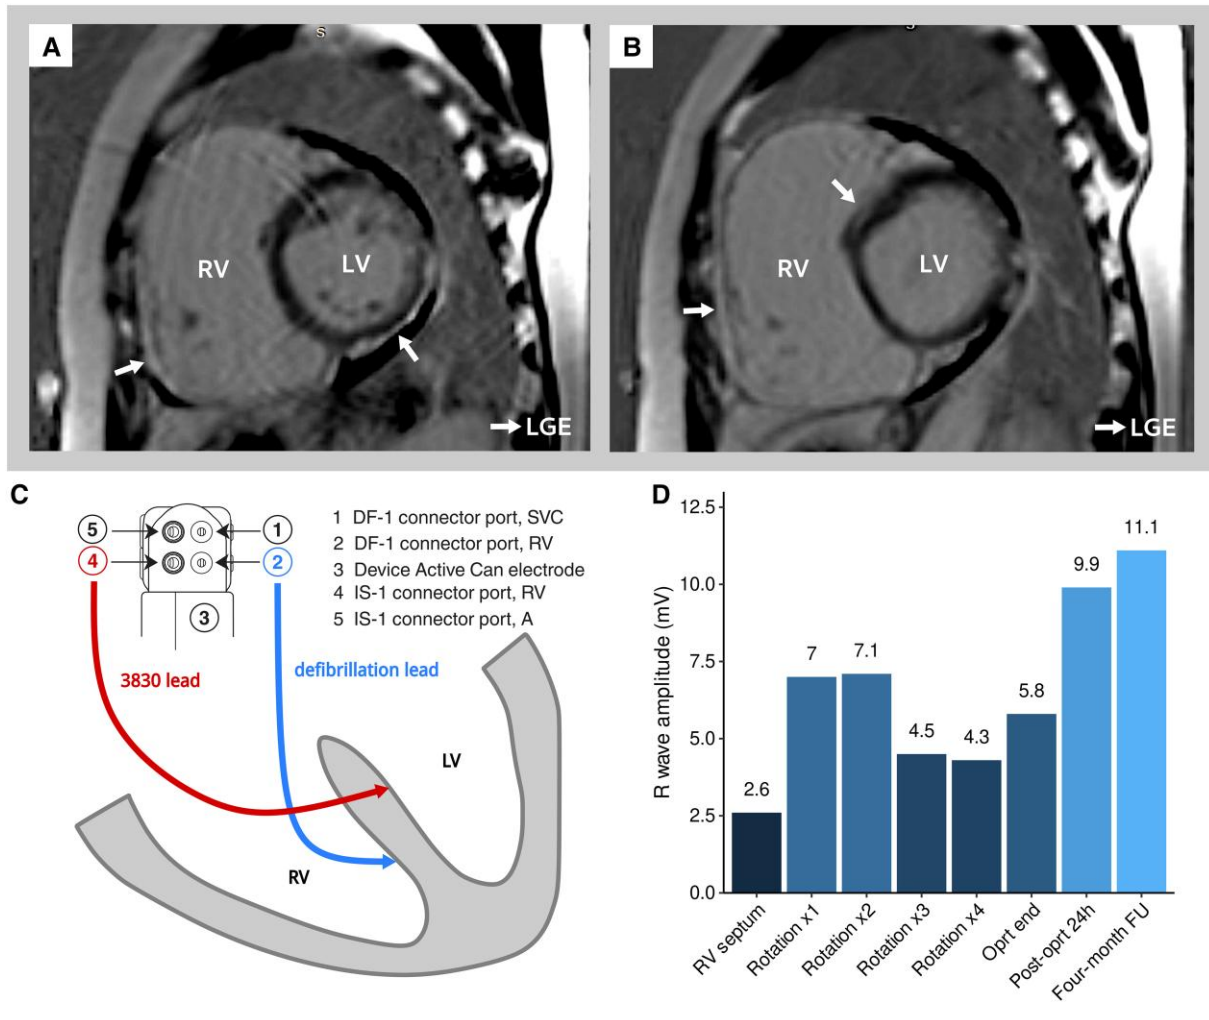 A
s
RV
LV
→ LGE
B
RV
LV
→ LGE
C
5
4
1
2
3
1 DF-1 connector port, SVC
2 DF-1 connector port, RV
3 Device Active Can electrode
4 IS-1 connector port, RV
5 IS-1 connector port, A
3830 lead
defibrillation lead
LV
RV
D
R wave amplitude (mV)
12.5
10.0
7.5
5.0
2.5
0.0
2.6
7
7.1
4.5
4.3
5.8
9.9
11.1
RV septum
Rotation x1
Rotation x2
Rotation x3
Rotation x4
Oprt end
Post-oprt 24h
Four-month FU